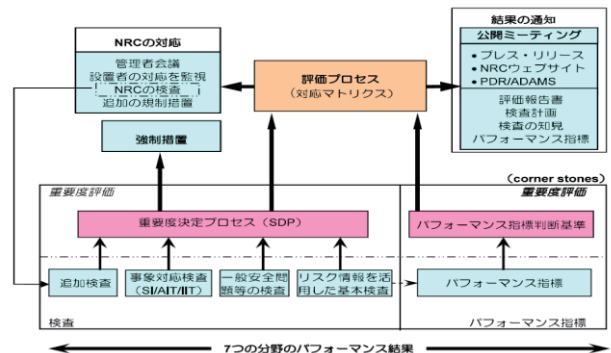 NRCの対応
管理者会議
設置者の対応を監視
NRCの検査
追加の規制措置
強制措置
評価プロセス
(対応マトリクス)
結果の通知
公開ミーティング
• プレス・リリース
• NRCウェブサイト
• PDR/ADAMS
評価報告書
検査計画
検査の知見
パフォーマンス指標
(corner stones)
重要度評価
重要度評価
重要度決定プロセス(SDP)
パフォーマンス指標判断基準
追加検査
事象対応検査
(SI/AIT/IIT)
一般安全問
題等の検査
リスク情報を活
用した基本検査
パフォーマンス指標
検査
パフォーマンス指標
7つの分野のパフォーマンス結果